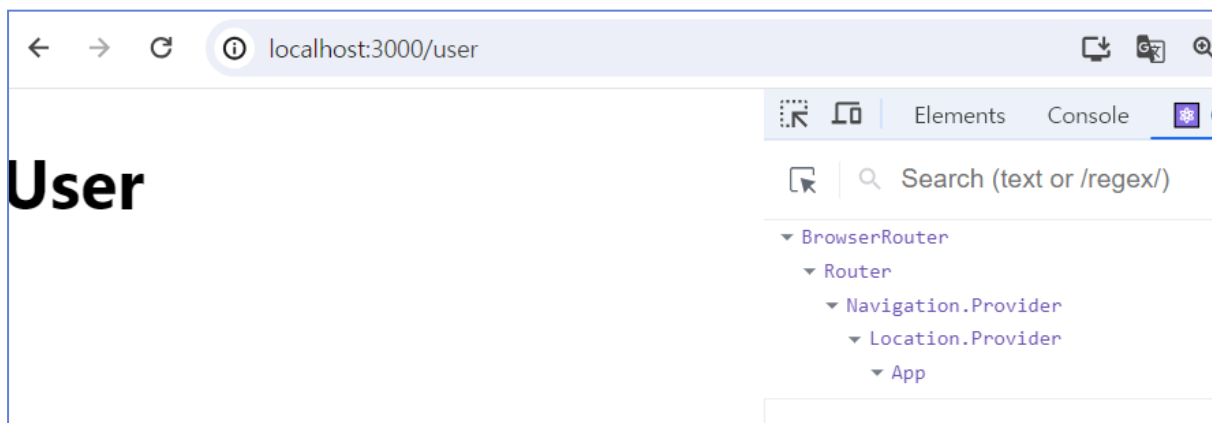 localhost:3000/user
Elements Console
Search (text or /regex/)
User
BrowserRouter
Router
Navigation.Provider
Location.Provider
App